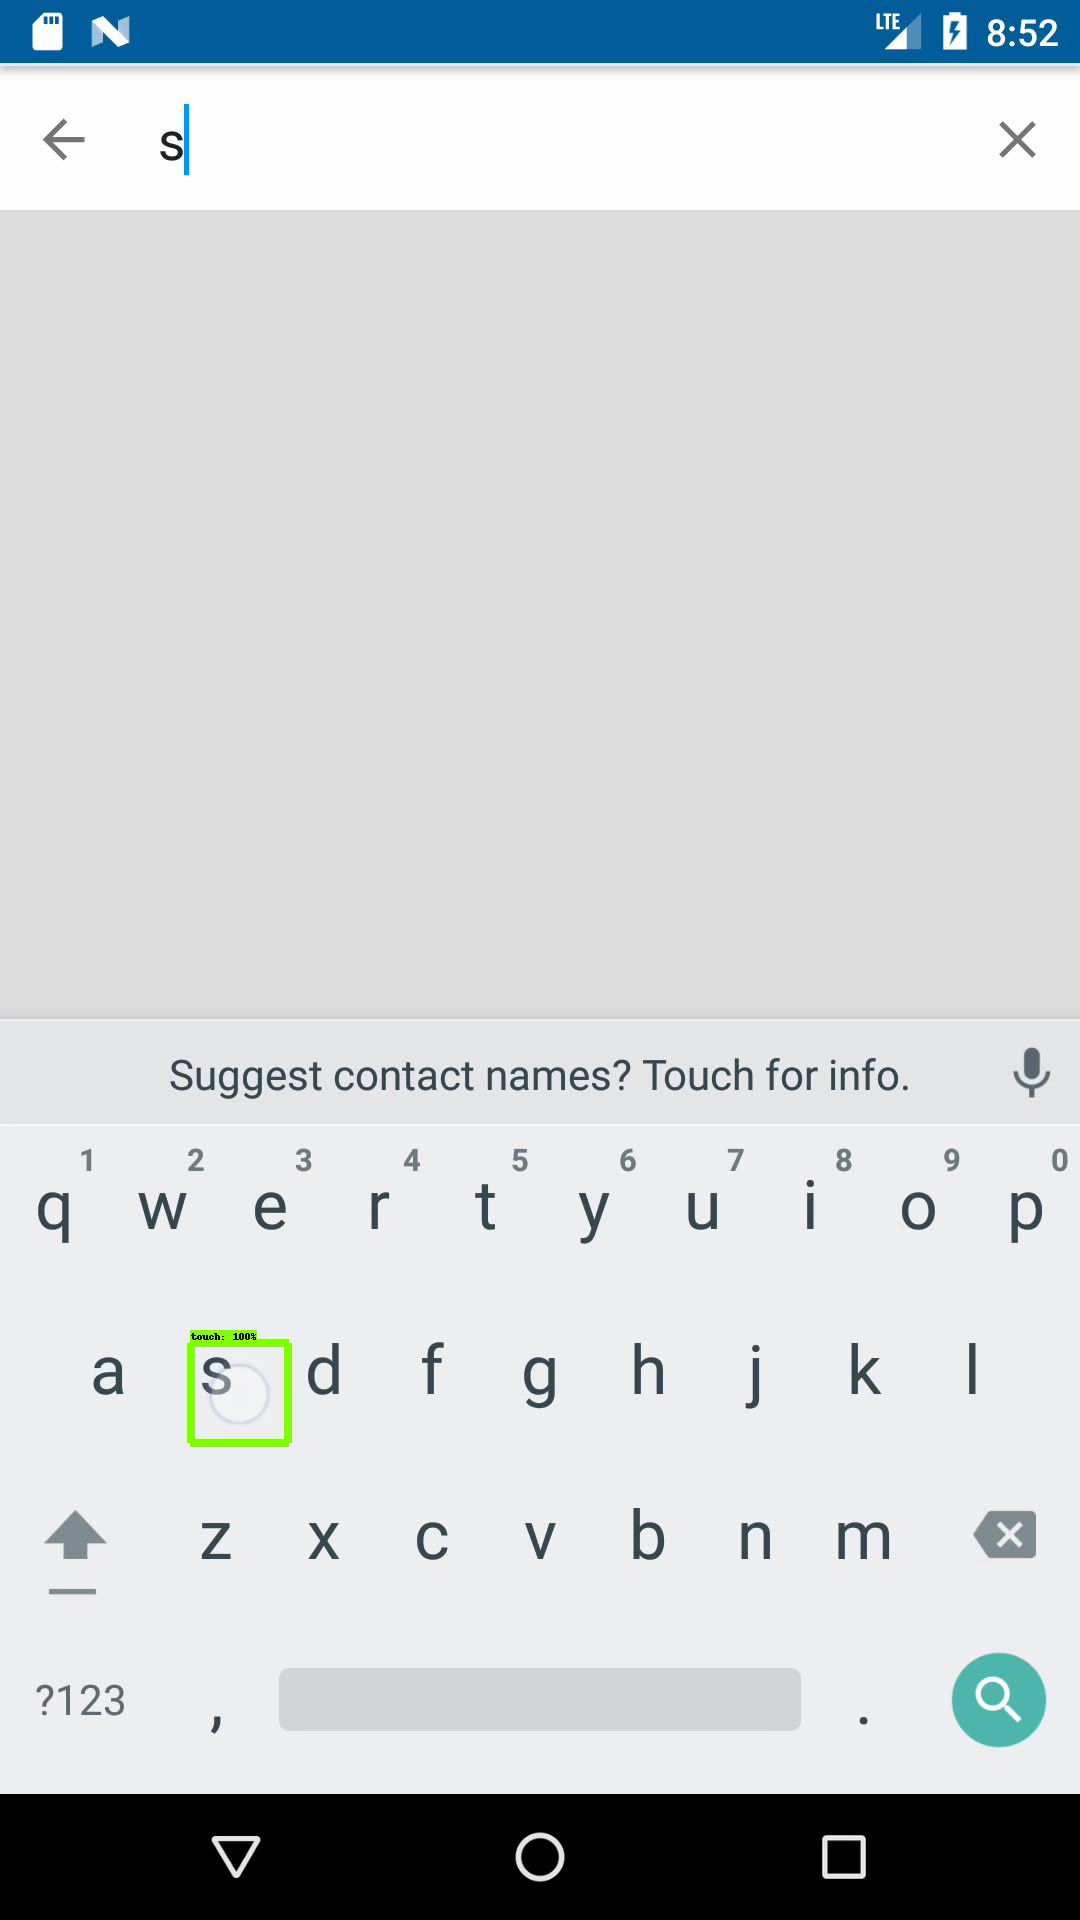 LTE 8:52
s
Suggest contact names? Touch for info.
1 2 3 4 5 6 7 8 9 0
q w e r t y u i o p
touch: 100%
a s d f g h j k l
z x c v b n m
?123 , .